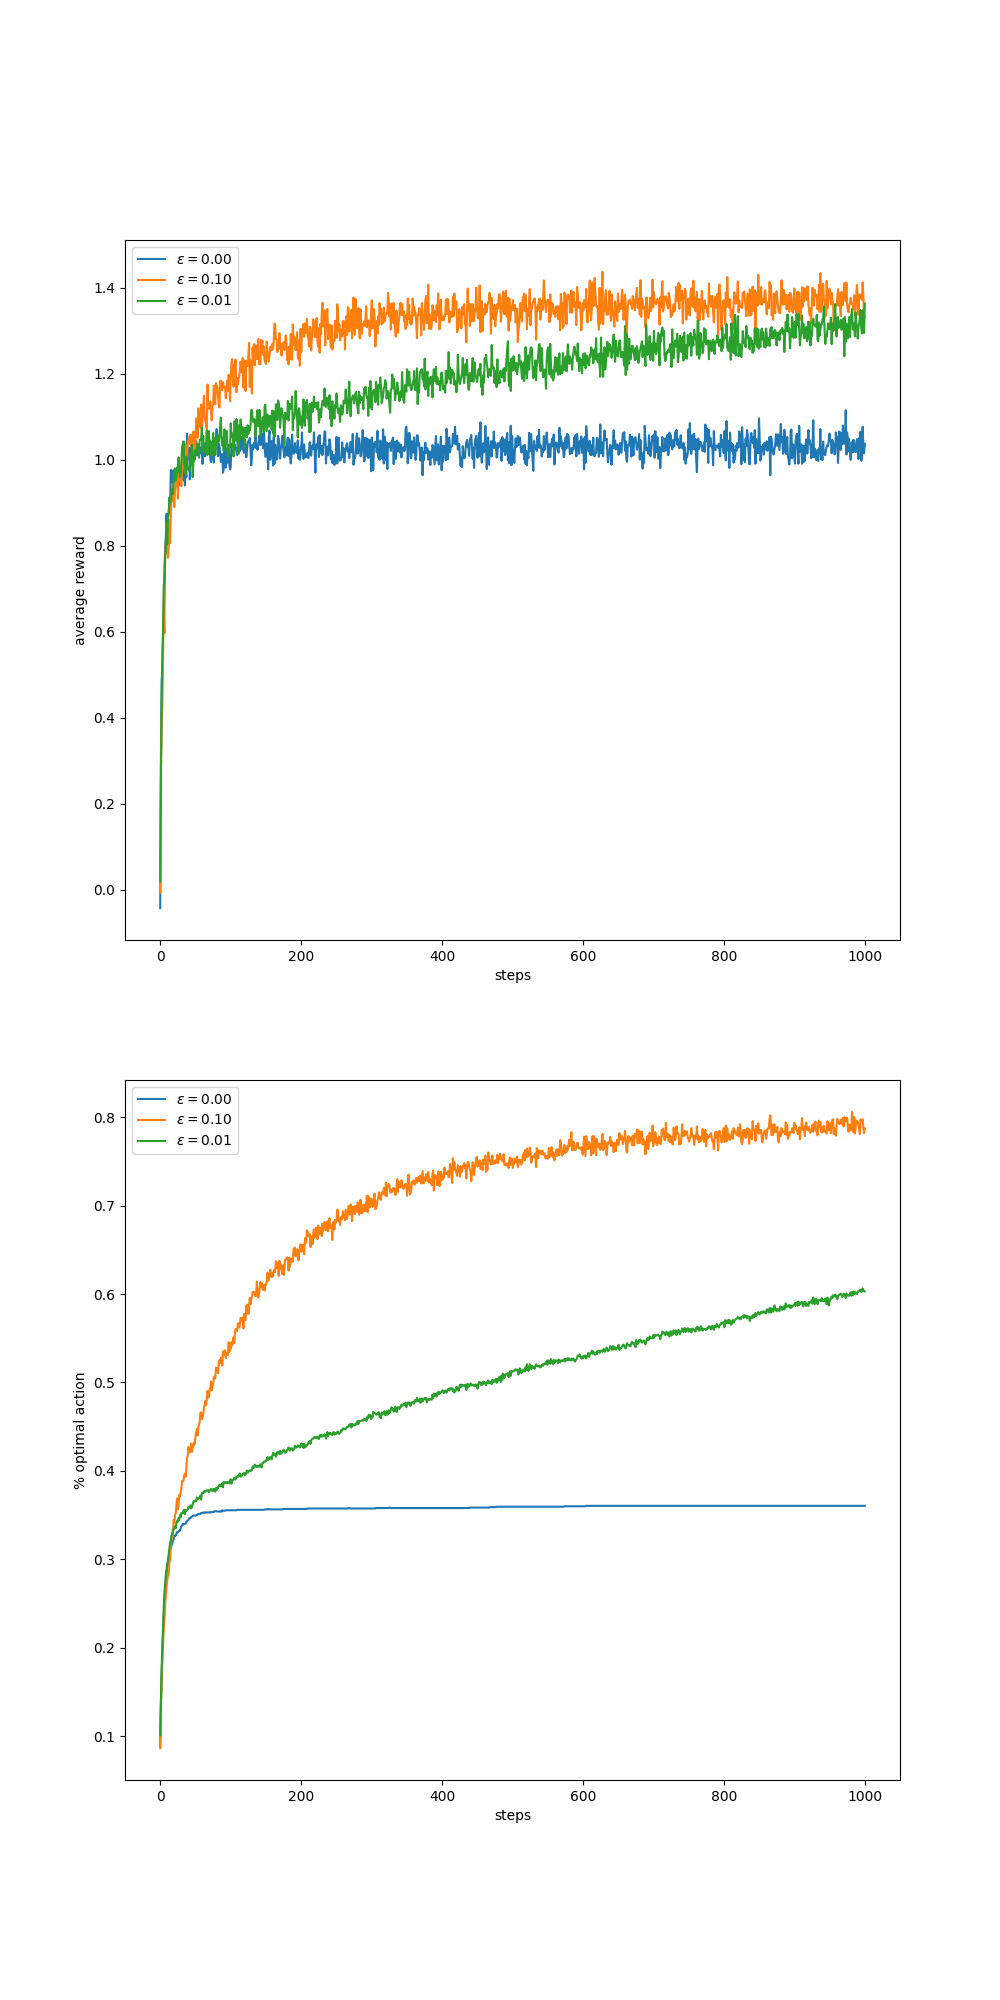 ε = 0.00
ε = 0.10
ε = 0.01
1.4
1.2
1.0
0.8
0.6
0.4
0.2
0.0
average reward
0 200 400 600 800 1000
steps
ε = 0.00
ε = 0.10
ε = 0.01
0.8
0.7
0.6
0.5
0.4
0.3
0.2
0.1
% optimal action
0 200 400 600 800 1000
steps